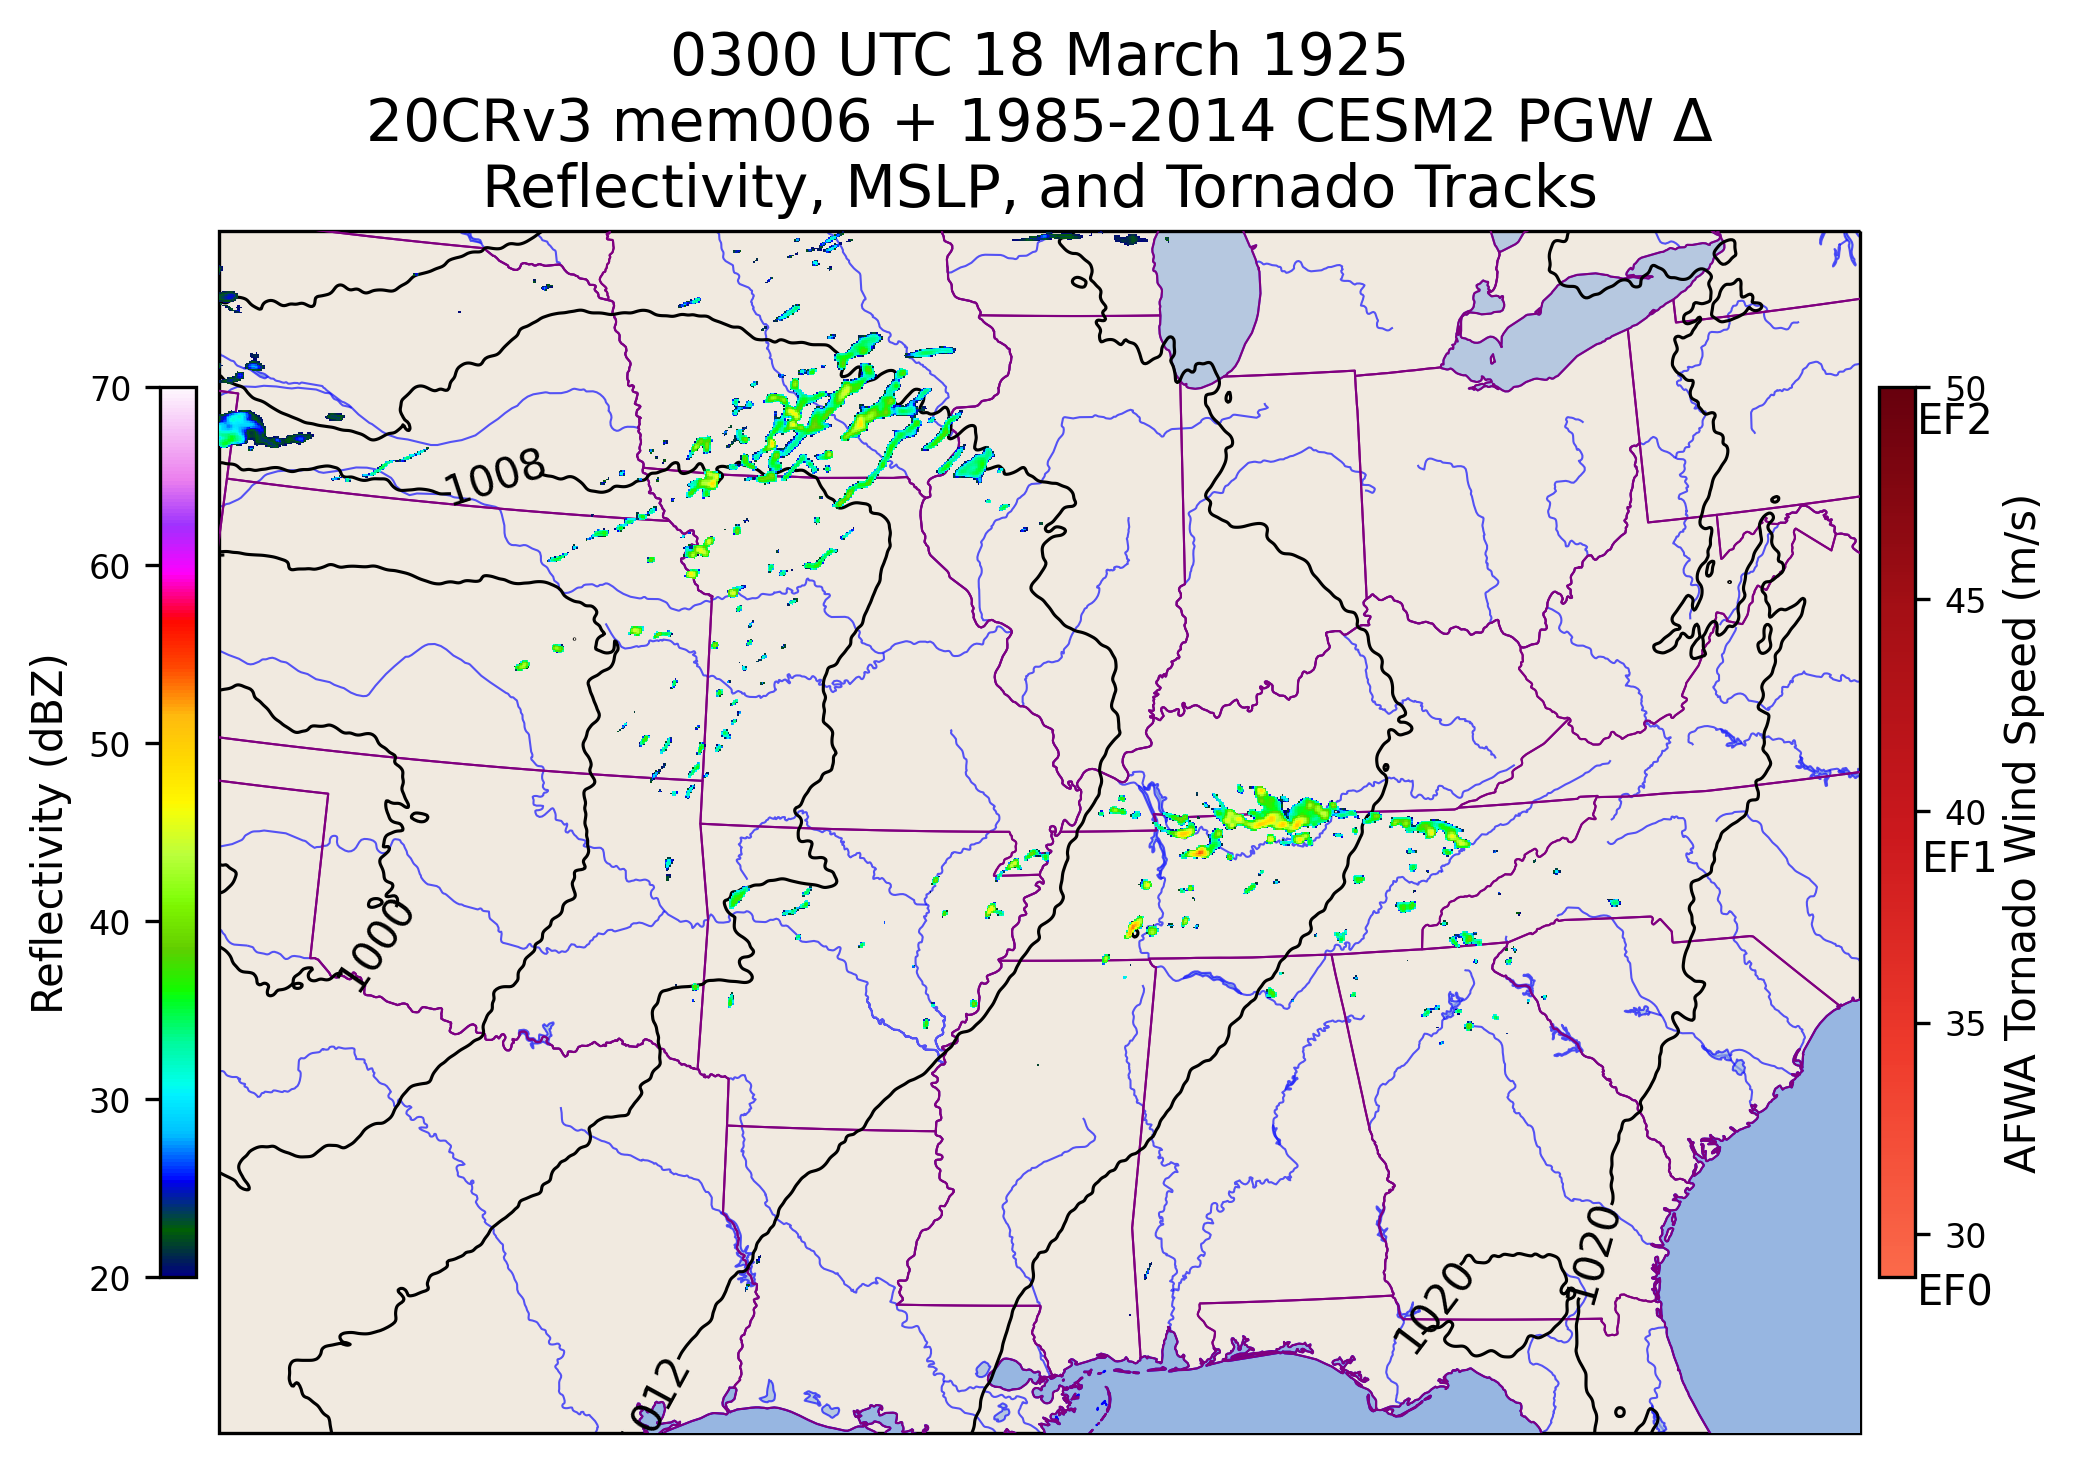 0300 UTC 18 March 1925
20CRv3 mem006 + 1985-2014 CESM2 PGW Δ
Reflectivity, MSLP, and Tornado Tracks
70
60
50
40
30
20
Reflectivity (dBZ)
1008
1000
012
1020
1020
50
EF2
45
40
EF1
35
30
EF0
AFWA Tornado Wind Speed (m/s)